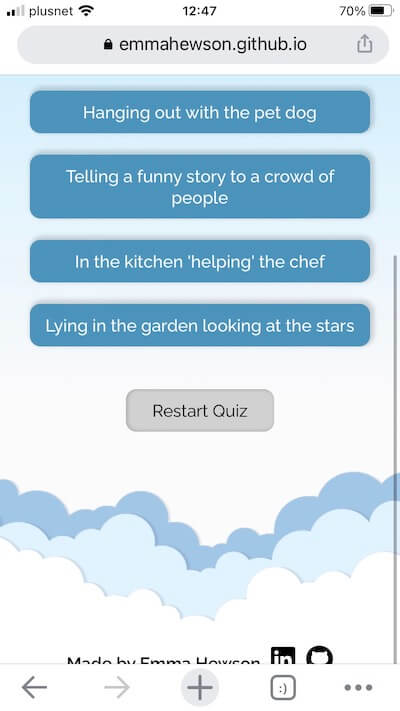 plusnet 12:47 70%
emmahewson.github.io
Hanging out with the pet dog
Telling a funny story to a crowd of
people
In the kitchen 'helping' the chef
Lying in the garden looking at the stars
Restart Quiz
Made by Emma Hewson in
:)